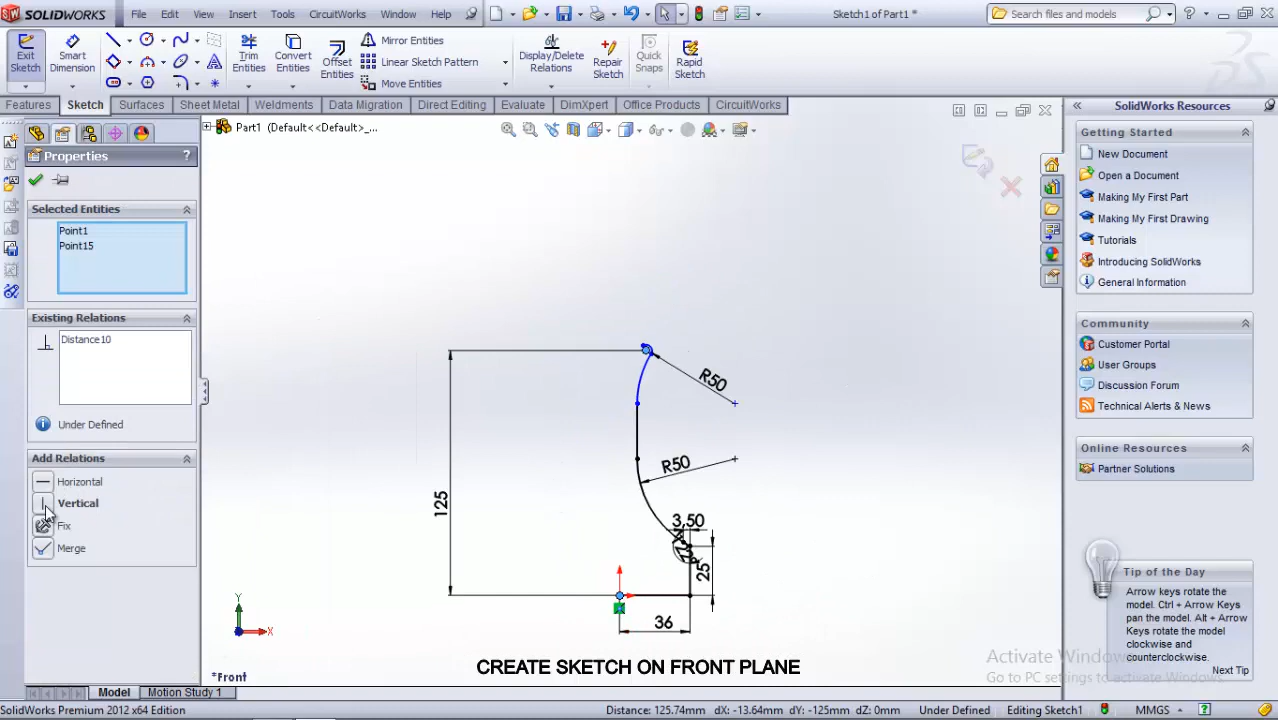 SOLIDWORKS File Edit View Insert Tools CircuitWorks Window Help Sketch1 of Part1 * Search files and models
Exit Sketch Smart Dimension Trim Entities Convert Entities Offset Entities Mirror Entities Linear Sketch Pattern Move Entities Display/Delete Relations Repair Sketch Quick Snaps Rapid Sketch
Features Sketch Surfaces Sheet Metal Weldments Data Migration Direct Editing Evaluate DimXpert Office Products CircuitWorks
Part1 (Default<<Default>_...
Properties ?
Selected Entities
Point1
Point15
Existing Relations
Distance10
Under Defined
Add Relations
Horizontal
Vertical
Fix
Merge
R50
R50
125
3,50
25
36
Y
X
*Front
CREATE SKETCH ON FRONT PLANE
SolidWorks Resources
Getting Started
New Document
Open a Document
Making My First Part
Making My First Drawing
Tutorials
Introducing SolidWorks
General Information
Community
Customer Portal
User Groups
Discussion Forum
Technical Alerts & News
Online Resources
Partner Solutions
Tip of the Day
Arrow keys rotate the
model. Ctrl + Arrow Keys
pan the model. Alt + Arrow
Keys rotate the model
clockwise and
counterclockwise.
Next Tip
Activate Windows
Go to PC settings to activate Windows.
Model Motion Study 1
SolidWorks Premium 2012 x64 Edition Distance: 125.74mm dX: -13.64mm dY: -125mm dZ: 0mm Under Defined Editing Sketch1 MMGS